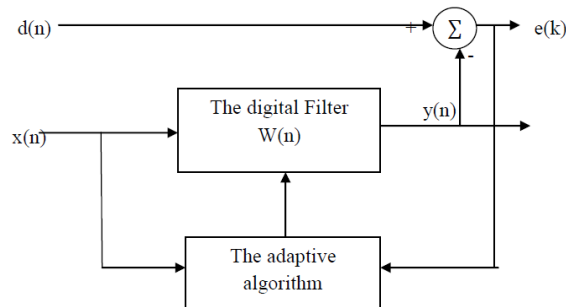 d(n)
+
Σ
e(k)
-
The digital Filter
W(n)
y(n)
x(n)
The adaptive
algorithm